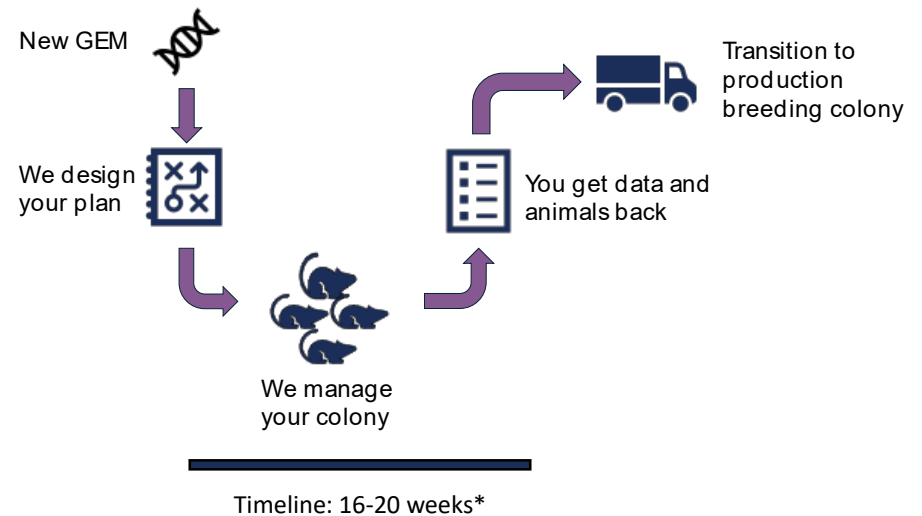 New GEM
We design
your plan
We manage
your colony
You get data and
animals back
Transition to
production
breeding colony
Timeline: 16-20 weeks*